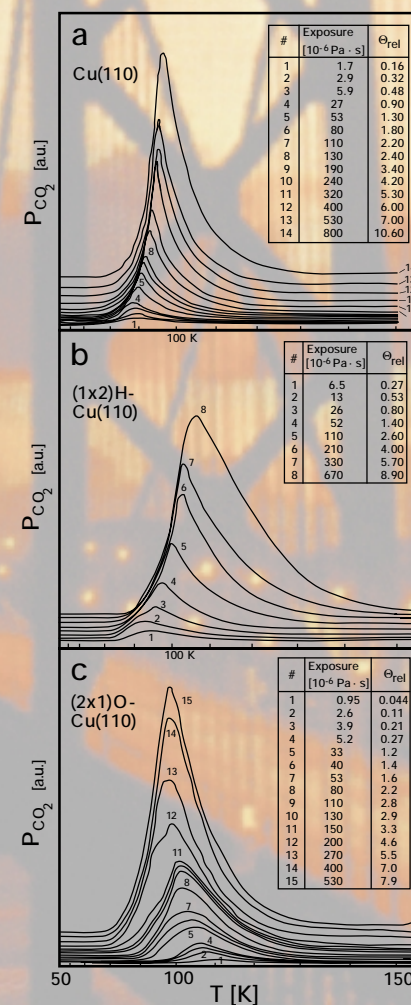 a
Cu(110)
P_CO2 [a.u.]
# Exposure [10⁻⁶ Pa · s] Θ_rel
1 1.7 0.16
2 2.9 0.32
3 5.9 0.48
4 27 0.90
5 53 1.30
6 80 1.80
7 110 2.20
8 130 2.40
9 190 3.40
10 240 4.20
11 320 5.30
12 400 6.00
13 530 7.00
14 800 10.60
8
5
4
1
100 K
b
(1x2)H-
Cu(110)
P_CO2 [a.u.]
# Exposure [10⁻⁶ Pa · s] Θ_rel
1 6.5 0.27
2 13 0.53
3 26 0.80
4 52 1.40
5 110 2.60
6 210 4.00
7 330 5.70
8 670 8.90
8
7
6
5
4
3
2
1
100 K
c
(2x1)O-
Cu(110)
P_CO2 [a.u.]
# Exposure [10⁻⁶ Pa · s] Θ_rel
1 0.95 0.044
2 2.6 0.11
3 3.9 0.21
4 5.2 0.27
5 33 1.2
6 40 1.4
7 53 1.6
8 80 2.2
9 110 2.8
10 130 2.9
11 150 3.3
12 200 4.6
13 270 5.5
14 400 7.0
15 530 7.9
15
14
13
12
11
8
7
5
4
2
1
50 100 150
T [K]